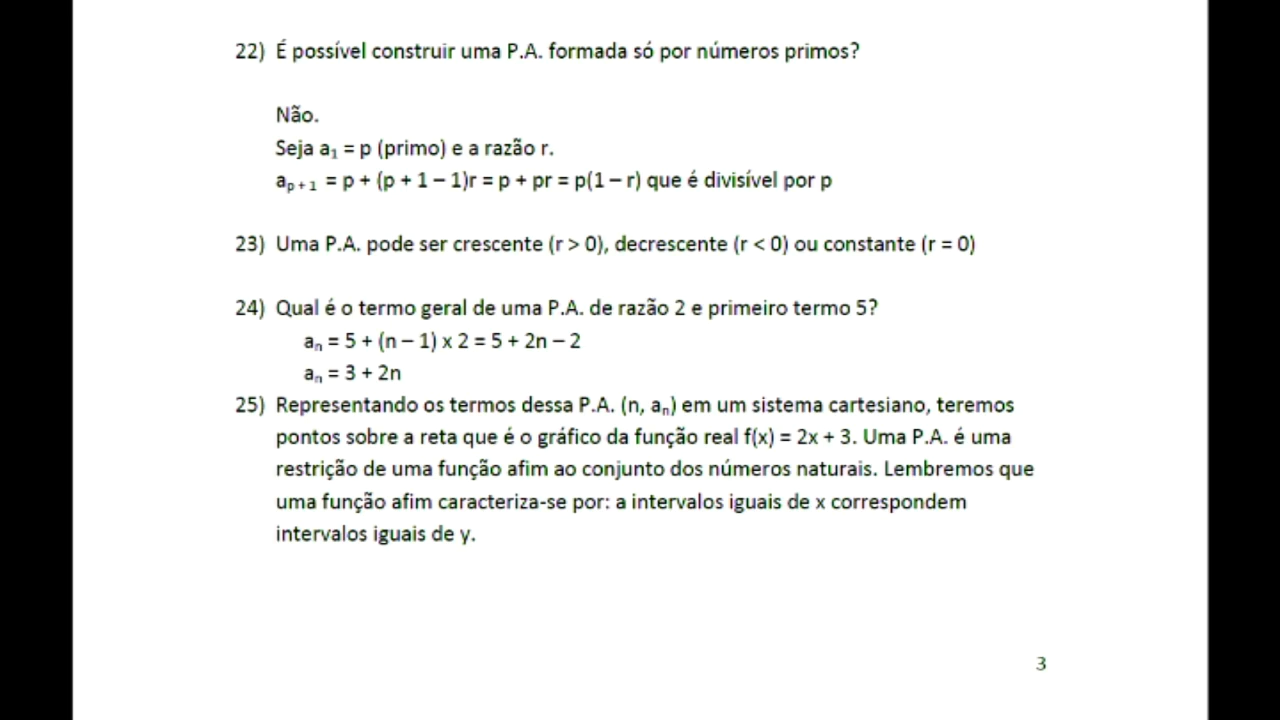 22) É possível construir uma P.A. formada só por números primos?
Não.
Seja a₁ = p (primo) e a razão r.
aₚ₊₁ = p + (p + 1 – 1)r = p + pr = p(1 – r) que é divisível por p
23) Uma P.A. pode ser crescente (r > 0), decrescente (r < 0) ou constante (r = 0)
24) Qual é o termo geral de uma P.A. de razão 2 e primeiro termo 5?
aₙ = 5 + (n – 1) x 2 = 5 + 2n – 2
aₙ = 3 + 2n
25) Representando os termos dessa P.A. (n, aₙ) em um sistema cartesiano, teremos
pontos sobre a reta que é o gráfico da função real f(x) = 2x + 3. Uma P.A. é uma
restrição de uma função afim ao conjunto dos números naturais. Lembremos que
uma função afim caracteriza-se por: a intervalos iguais de x correspondem
intervalos iguais de y.
3